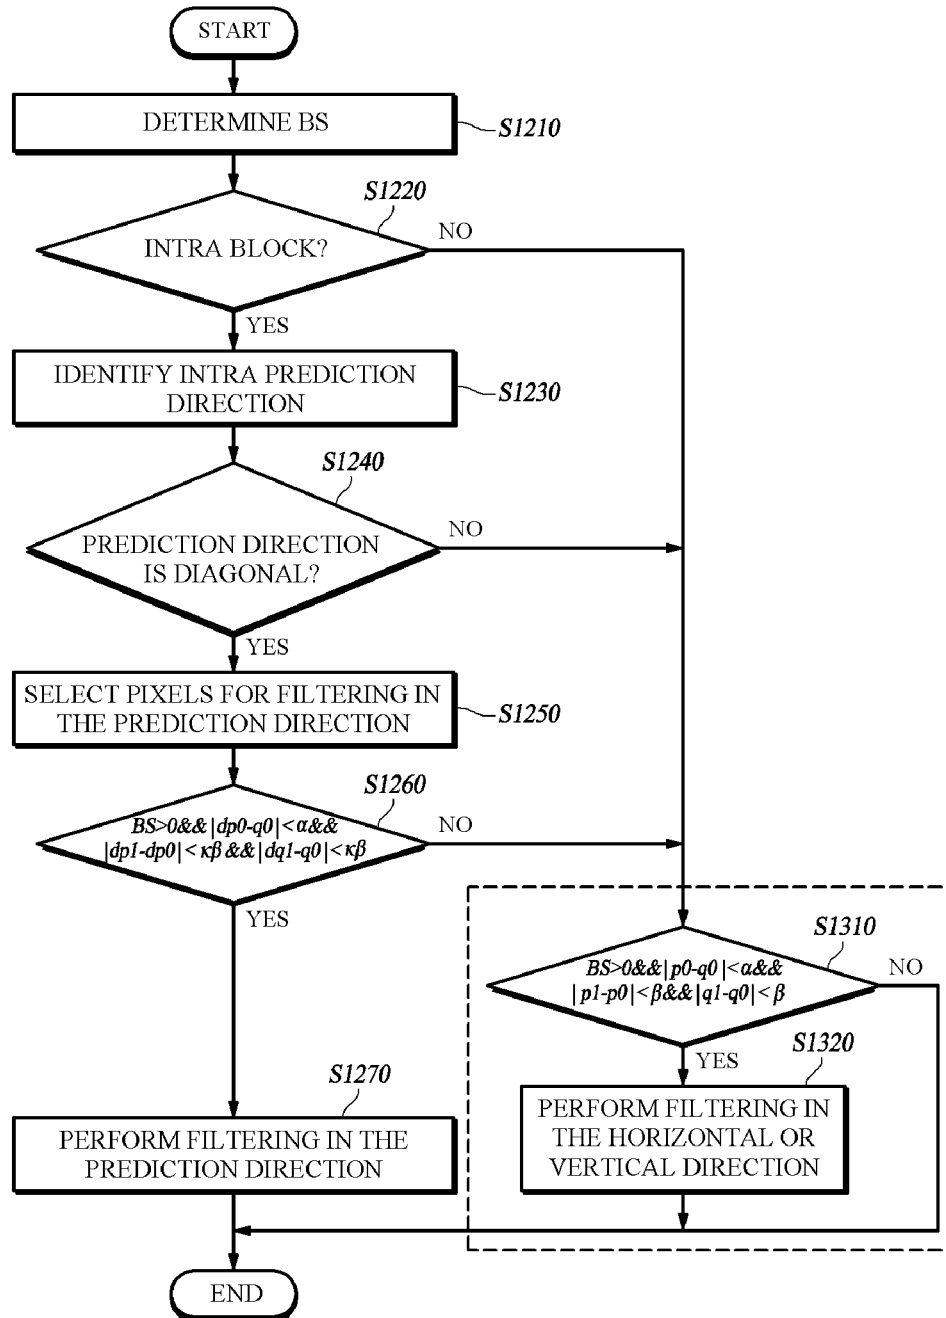 START
DETERMINE BS
S1210
S1220
INTRA BLOCK?
NO
YES
IDENTIFY INTRA PREDICTION
DIRECTION
S1230
S1240
PREDICTION DIRECTION
IS DIAGONAL?
NO
YES
SELECT PIXELS FOR FILTERING IN
THE PREDICTION DIRECTION
S1250
S1260
BS>0&&|dp0-q0|<α&&
|dp1-dp0|<κβ&&|dq1-q0|<κβ
NO
YES
S1310
BS>0&&|p0-q0|<α&&
|p1-p0|<β&&|q1-q0|<β
NO
YES
S1320
PERFORM FILTERING IN
THE HORIZONTAL OR
VERTICAL DIRECTION
S1270
PERFORM FILTERING IN THE
PREDICTION DIRECTION
END